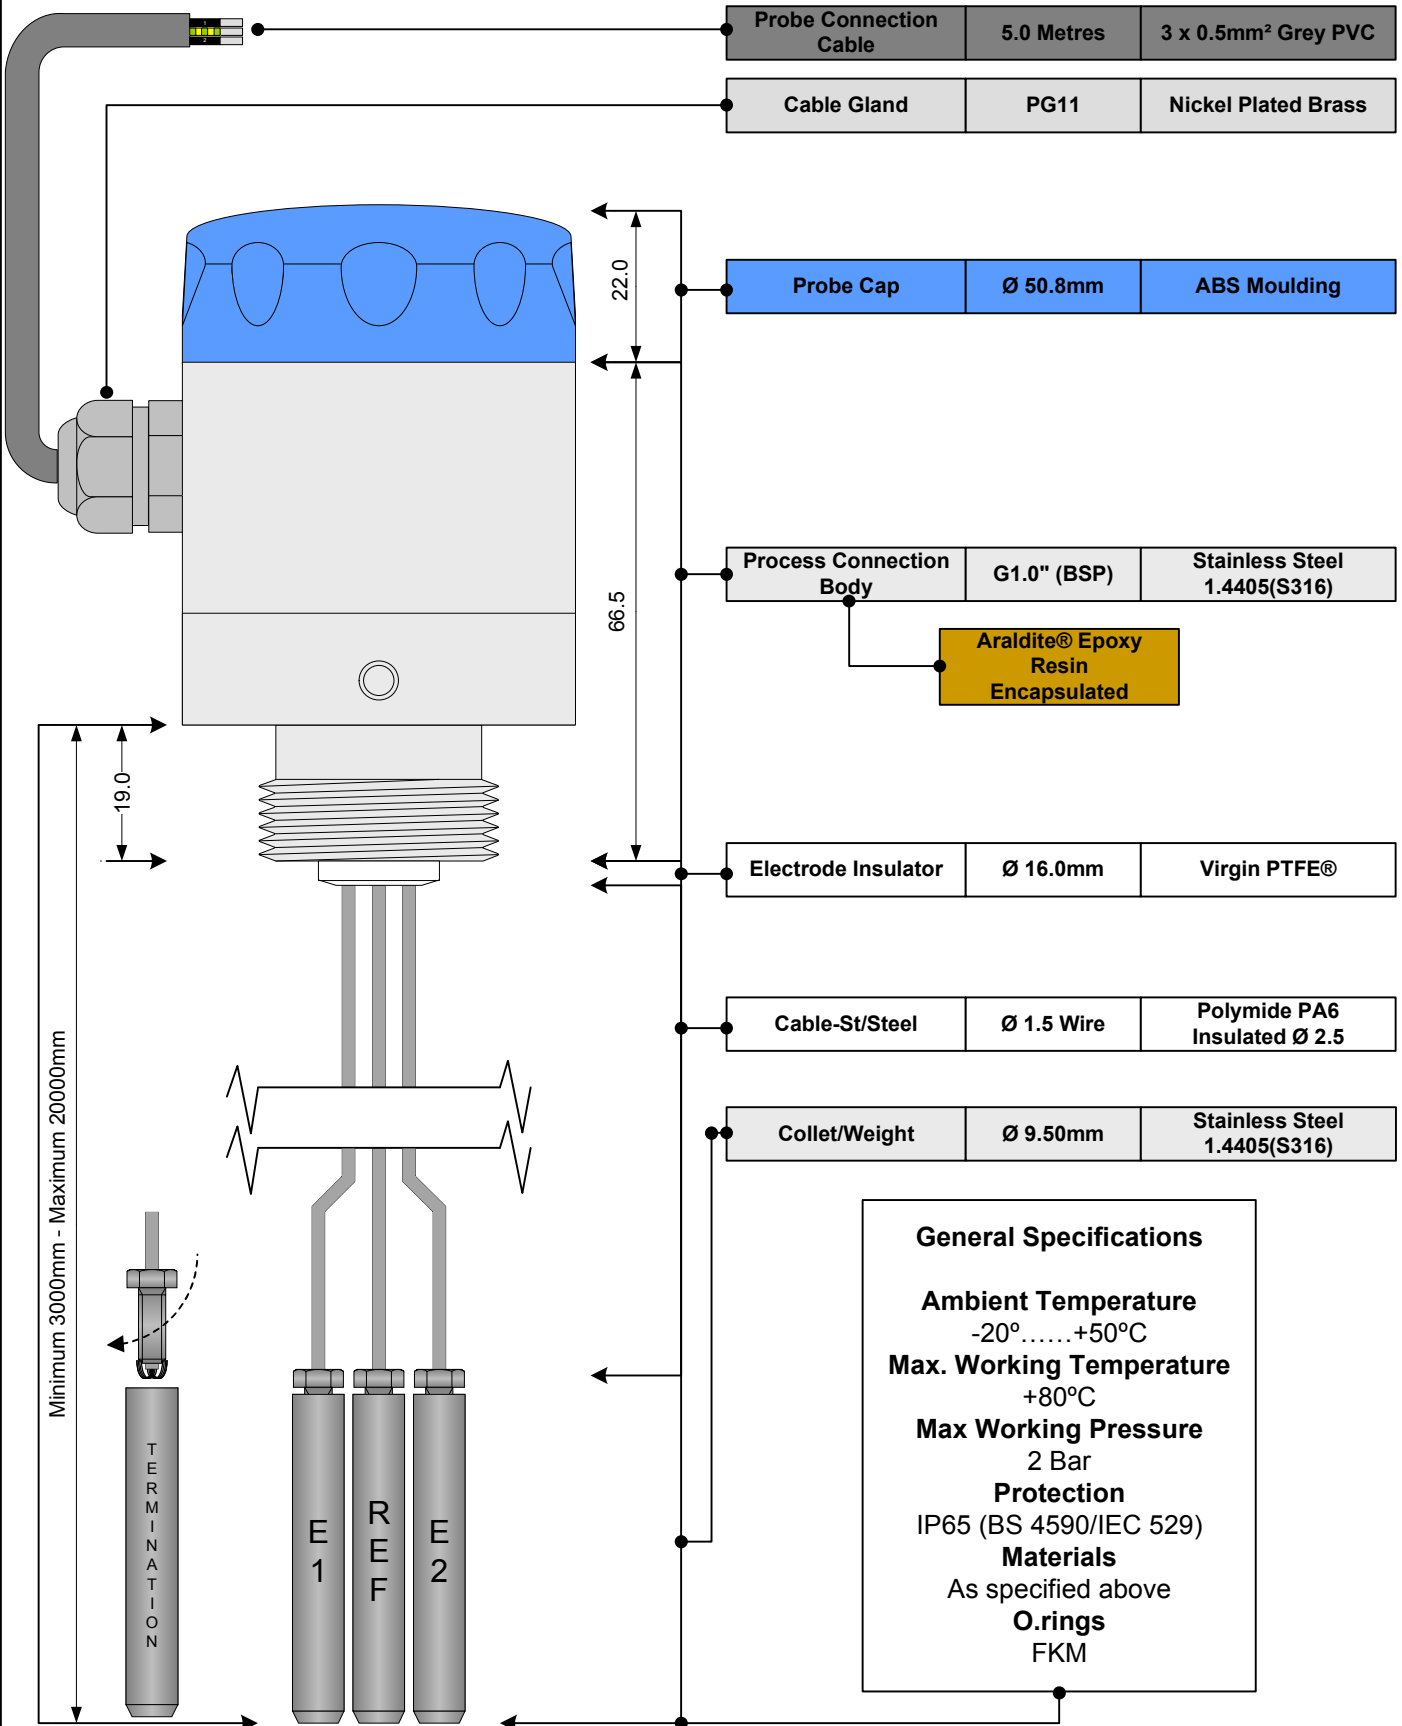 1
2
Probe Connection
Cable
5.0 Metres
3 x 0.5mm² Grey PVC
Cable Gland
PG11
Nickel Plated Brass
22.0
Probe Cap
Ø 50.8mm
ABS Moulding
66.5
Process Connection
Body
G1.0" (BSP)
Stainless Steel
1.4405(S316)
Araldite® Epoxy
Resin
Encapsulated
19.0
Electrode Insulator
Ø 16.0mm
Virgin PTFE®
Cable-St/Steel
Ø 1.5 Wire
Polymide PA6
Insulated Ø 2.5
Minimum 3000mm - Maximum 20000mm
Collet/Weight
Ø 9.50mm
Stainless Steel
1.4405(S316)
TERMINATION
E1
REF
E2
General Specifications
Ambient Temperature
-20º......+50ºC
Max. Working Temperature
+80ºC
Max Working Pressure
2 Bar
Protection
IP65 (BS 4590/IEC 529)
Materials
As specified above
O.rings
FKM